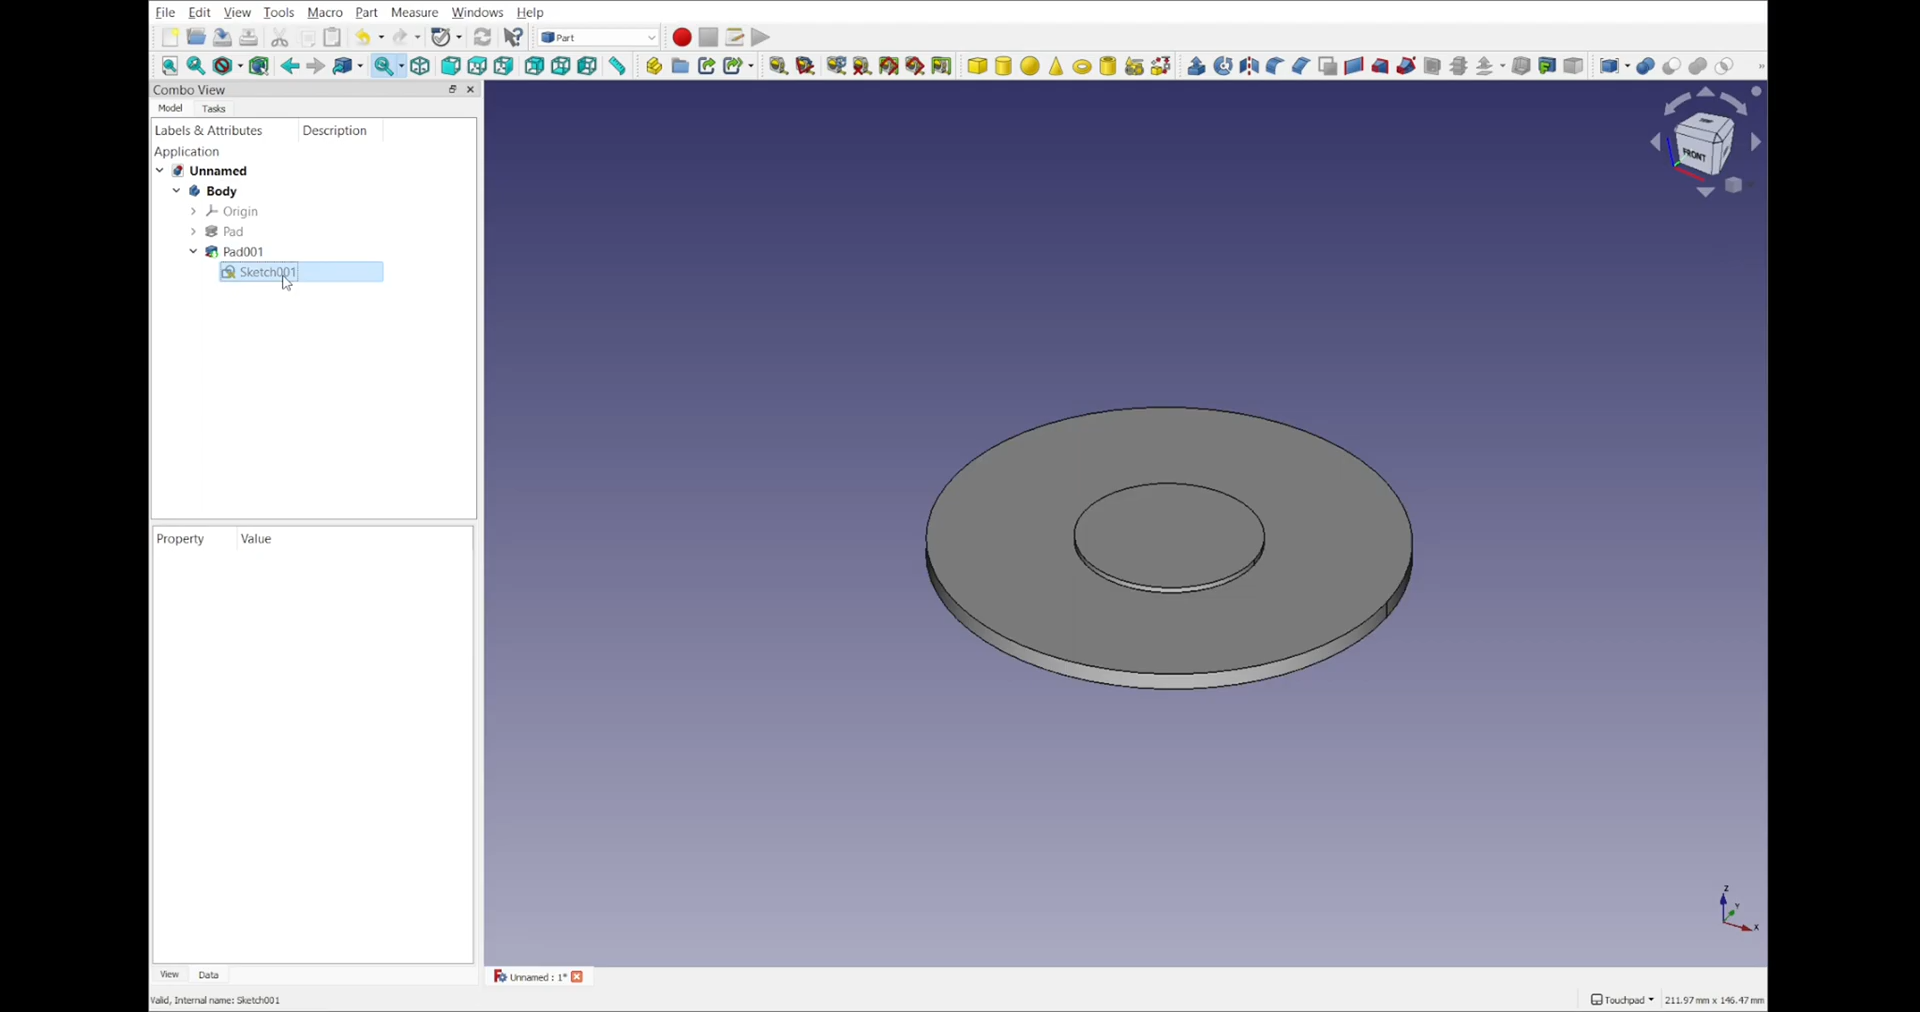 File Edit View Tools Macro Part Measure Windows Help
Part
Combo View
Model Tasks
Labels & Attributes Description
Application
Unnamed
Body
Origin
Pad
Pad001
Sketch001
FRONT
Property Value
Z
Y
X
View Data
Unnamed : 1*
Valid, Internal name: Sketch001
Touchpad 211.97 mm x 146.47 mm